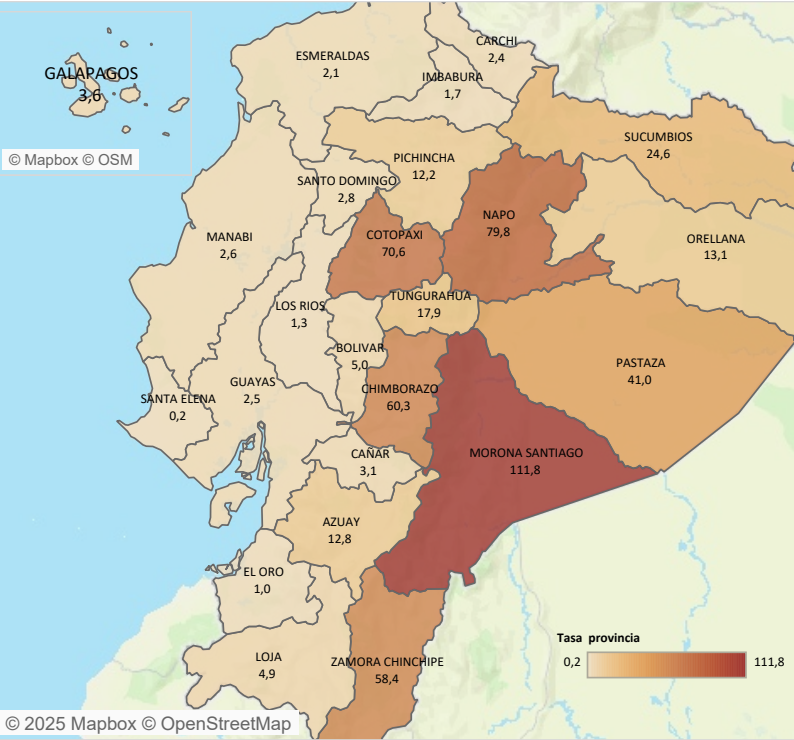 CARCHI
2,4
ESMERALDAS
2,1
GALAPAGOS
3,6
IMBABURA
1,7
© Mapbox © OSM
SUCUMBIOS
24,6
PICHINCHA
12,2
SANTO DOMINGO
2,8
NAPO
79,8
MANABI
2,6
COTOPAXI
70,6
ORELLANA
13,1
TUNGURAHUA
17,9
LOS RIOS
1,3
BOLIVAR
5,0
PASTAZA
41,0
GUAYAS
2,5
CHIMBORAZO
60,3
SANTA ELENA
0,2
CAÑAR
3,1
MORONA SANTIAGO
111,8
AZUAY
12,8
EL ORO
1,0
Tasa provincia
0,2
111,8
LOJA
4,9
ZAMORA CHINCHIPE
58,4
© 2025 Mapbox © OpenStreetMap